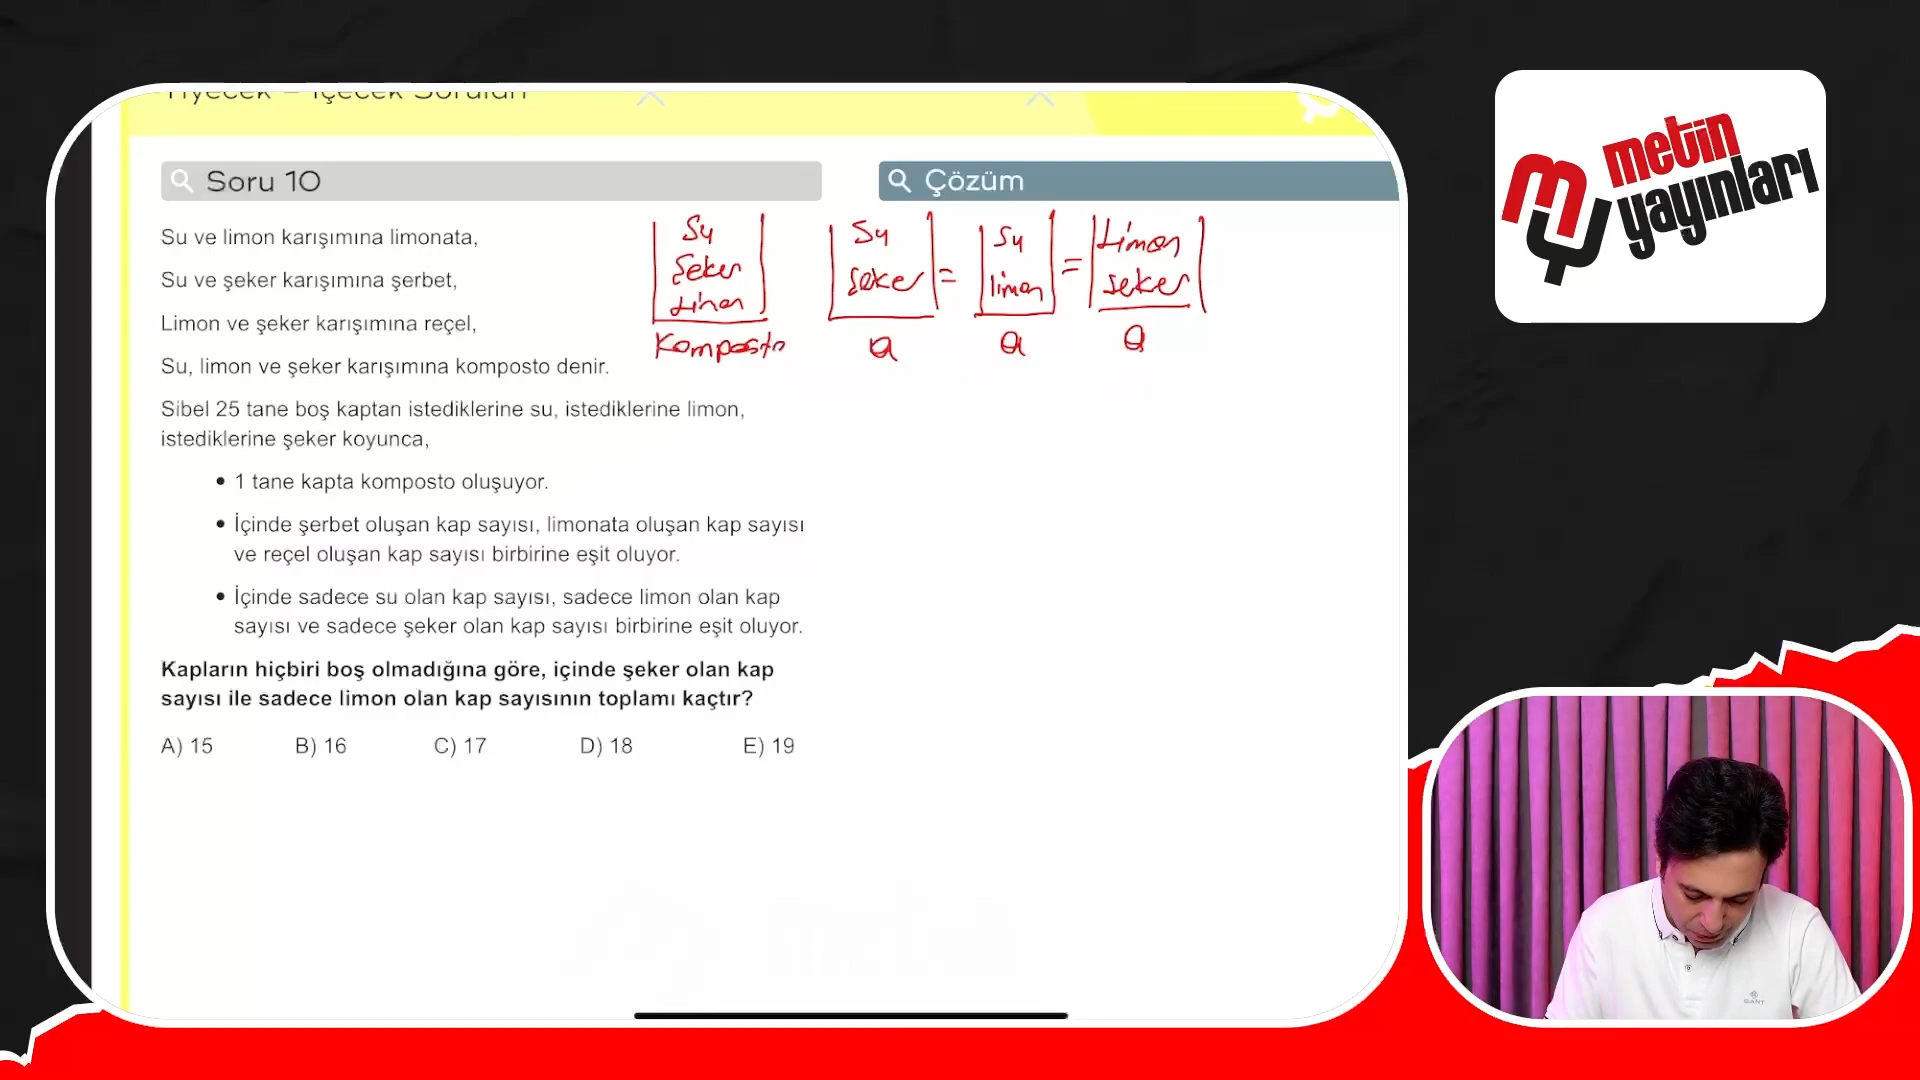 Yiyecek – İçecek Soruları
Soru 10
Çözüm
Su ve limon karışımına limonata,
Su ve şeker karışımına şerbet,
Limon ve şeker karışımına reçel,
Su, limon ve şeker karışımına komposto denir.
Sibel 25 tane boş kaptan istediklerine su, istediklerine limon,
istediklerine şeker koyunca,
• 1 tane kapta komposto oluşuyor.
• İçinde şerbet oluşan kap sayısı, limonata oluşan kap sayısı
ve reçel oluşan kap sayısı birbirine eşit oluyor.
• İçinde sadece su olan kap sayısı, sadece limon olan kap
sayısı ve sadece şeker olan kap sayısı birbirine eşit oluyor.
Kapların hiçbiri boş olmadığına göre, içinde şeker olan kap
sayısı ile sadece limon olan kap sayısının toplamı kaçtır?
A) 15 B) 16 C) 17 D) 18 E) 19
Su
Şeker
Limon
Komposto
Su
Şeker
=
a
Su
limon
=
a
Limon
Şeker
a
metin
yayınları
GANT